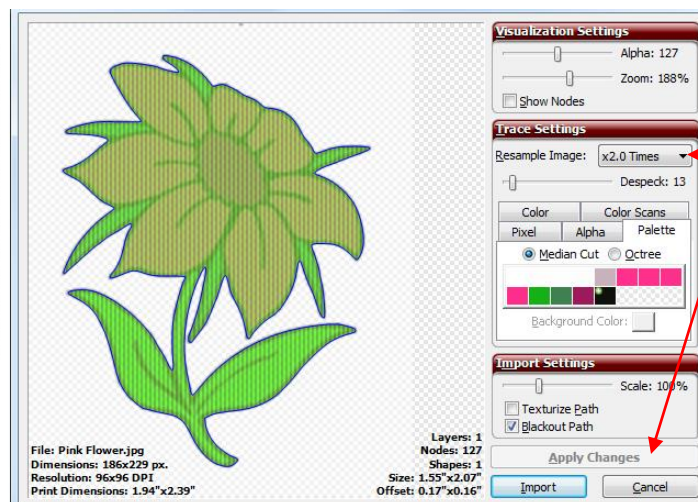 Visualization Settings
Alpha: 127
Zoom: 188%
Show Nodes
Trace Settings
Resample Image: x2.0 Times
Despeck: 13
Color Color Scans
Pixel Alpha Palette
Median Cut Octree
Background Color:
Import Settings
Scale: 100%
Texturize Path
Blackout Path
Apply Changes
Import Cancel
File: Pink Flower.jpg
Dimensions: 186x229 px.
Resolution: 96x96 DPI
Print Dimensions: 1.94"x2.39"
Layers: 1
Nodes: 127
Shapes: 1
Size: 1.55"x2.07"
Offset: 0.17"x0.16"